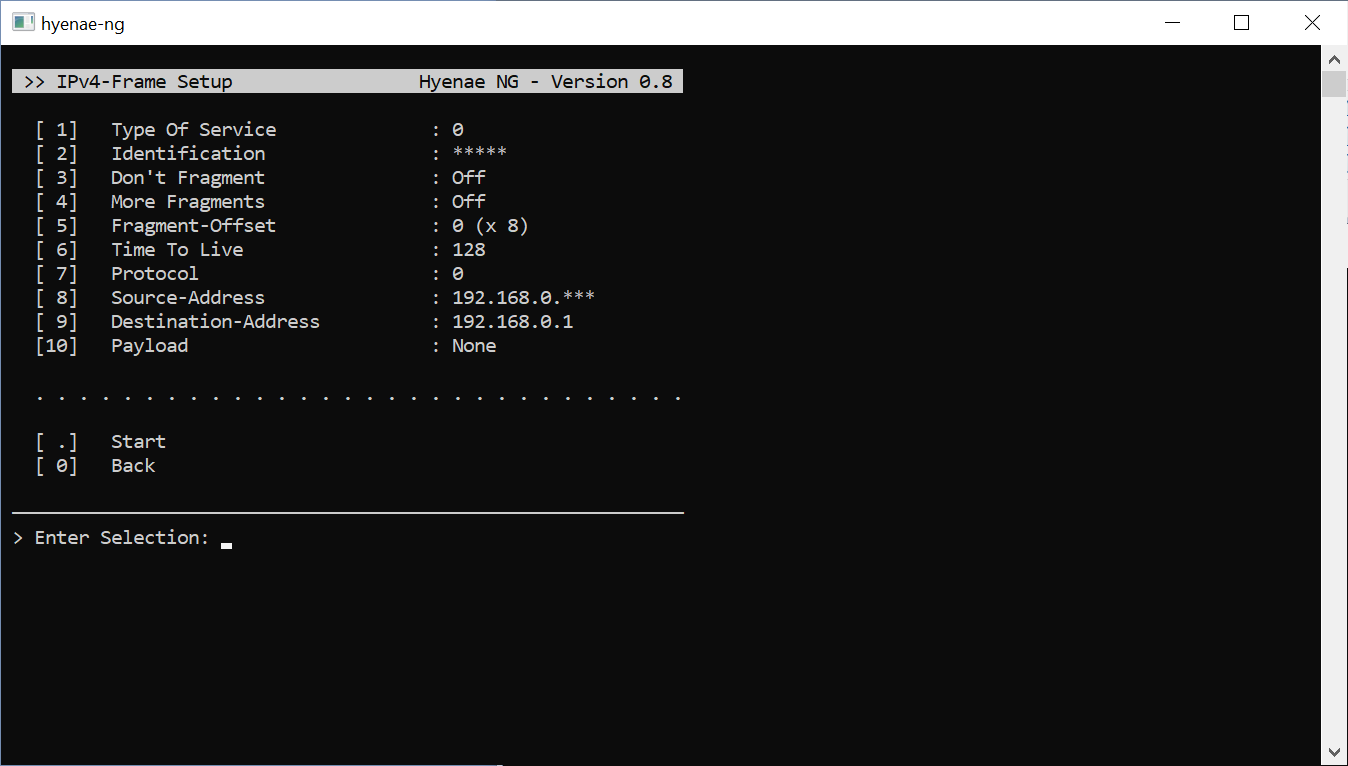 hyenae-ng
>> IPv4-Frame Setup Hyenae NG - Version 0.8
[ 1] Type Of Service : 0
[ 2] Identification : *****
[ 3] Don't Fragment : Off
[ 4] More Fragments : Off
[ 5] Fragment-Offset : 0 (x 8)
[ 6] Time To Live : 128
[ 7] Protocol : 0
[ 8] Source-Address : 192.168.0.***
[ 9] Destination-Address : 192.168.0.1
[10] Payload : None
. . . . . . . . . . . . . . . . . . . . . . . . . . . . . .
[ .] Start
[ 0] Back
> Enter Selection: _